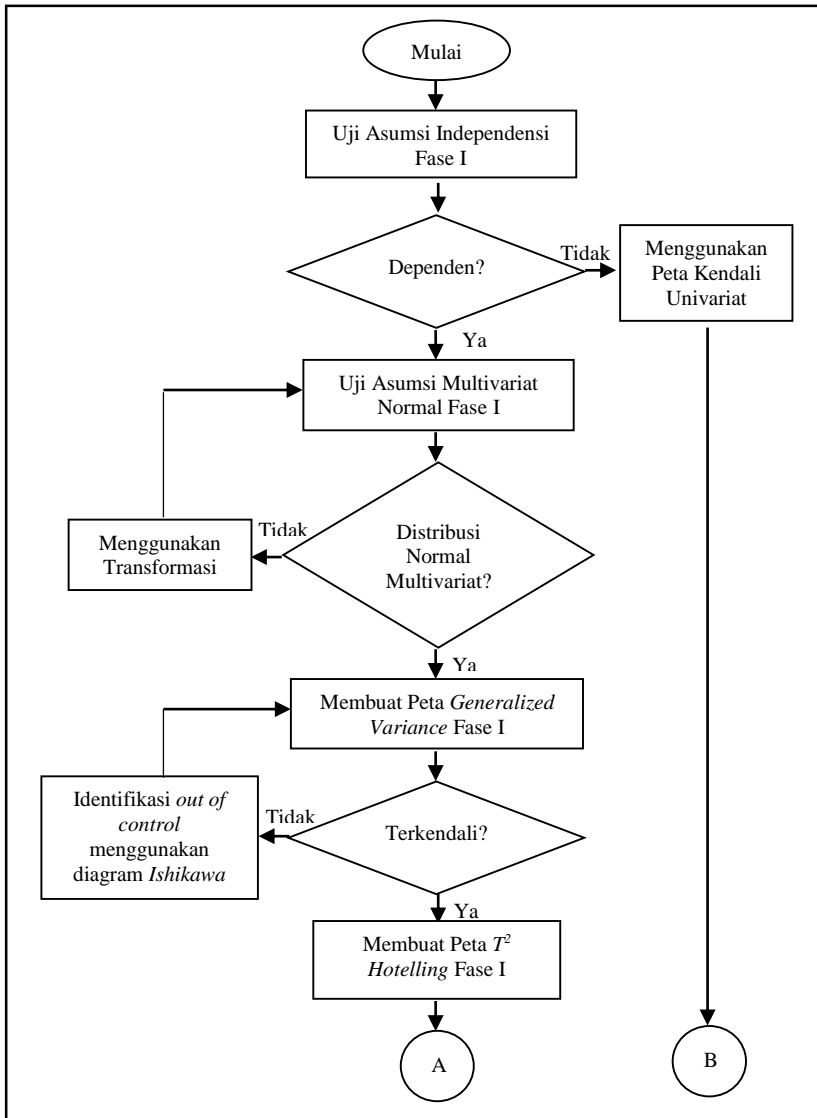 Mulai
Uji Asumsi Independensi
Fase I
Dependen?
Tidak
Menggunakan
Peta Kendali
Univariat
Ya
Uji Asumsi Multivariat
Normal Fase I
Distribusi
Normal
Multivariat?
Tidak
Menggunakan
Transformasi
Ya
Membuat Peta Generalized
Variance Fase I
Terkendali?
Tidak
Identifikasi out of
control
menggunakan
diagram Ishikawa
Ya
Membuat Peta T²
Hotelling Fase I
A
B